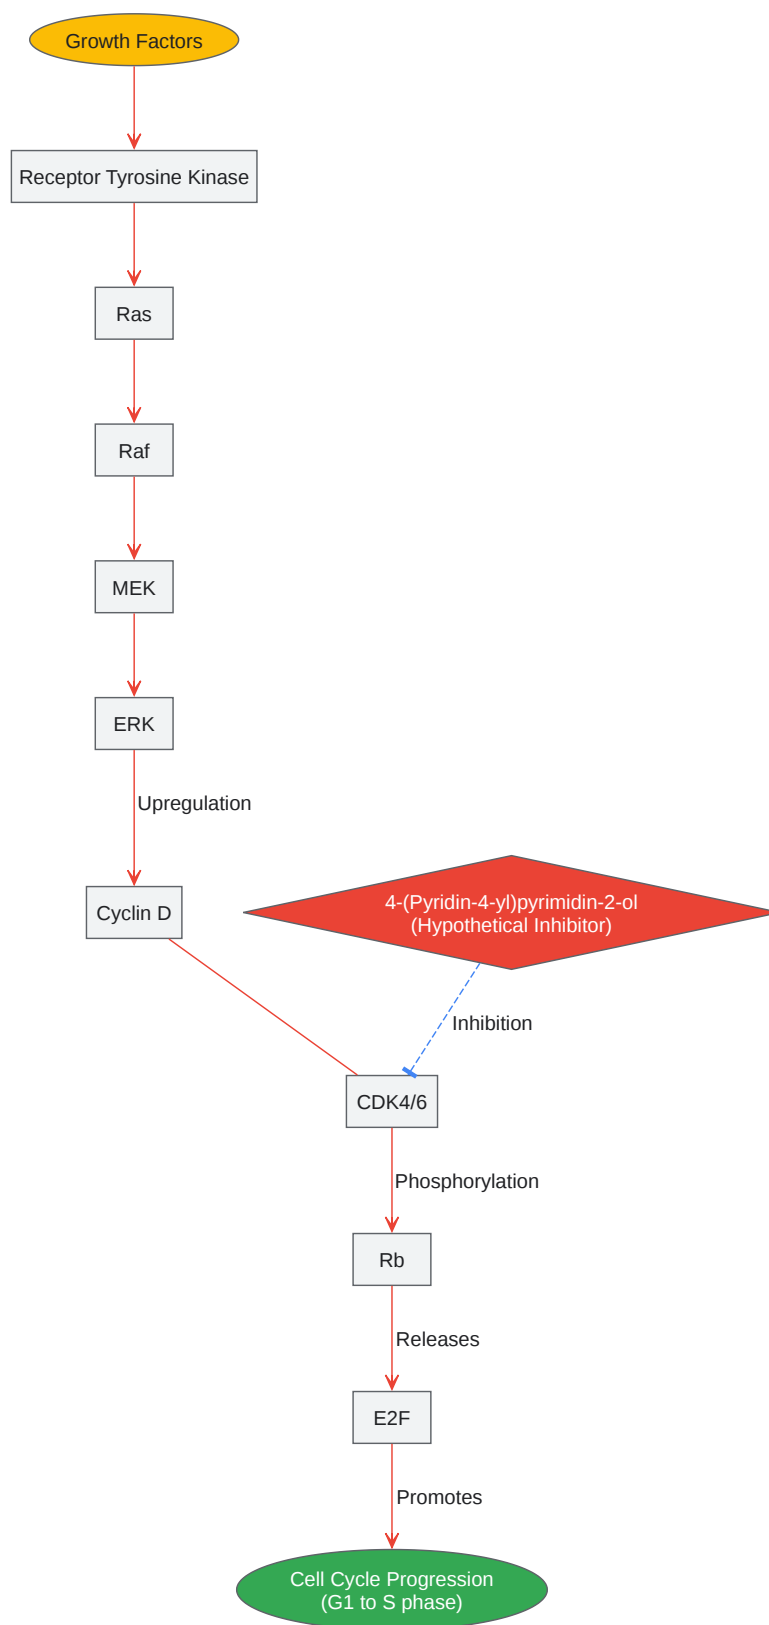 Growth Factors
Receptor Tyrosine Kinase
Ras
Raf
MEK
ERK
Upregulation
Cyclin D
4-(Pyridin-4-yl)pyrimidin-2-ol
(Hypothetical Inhibitor)
Inhibition
CDK4/6
Phosphorylation
Rb
Releases
E2F
Promotes
Cell Cycle Progression
(G1 to S phase)